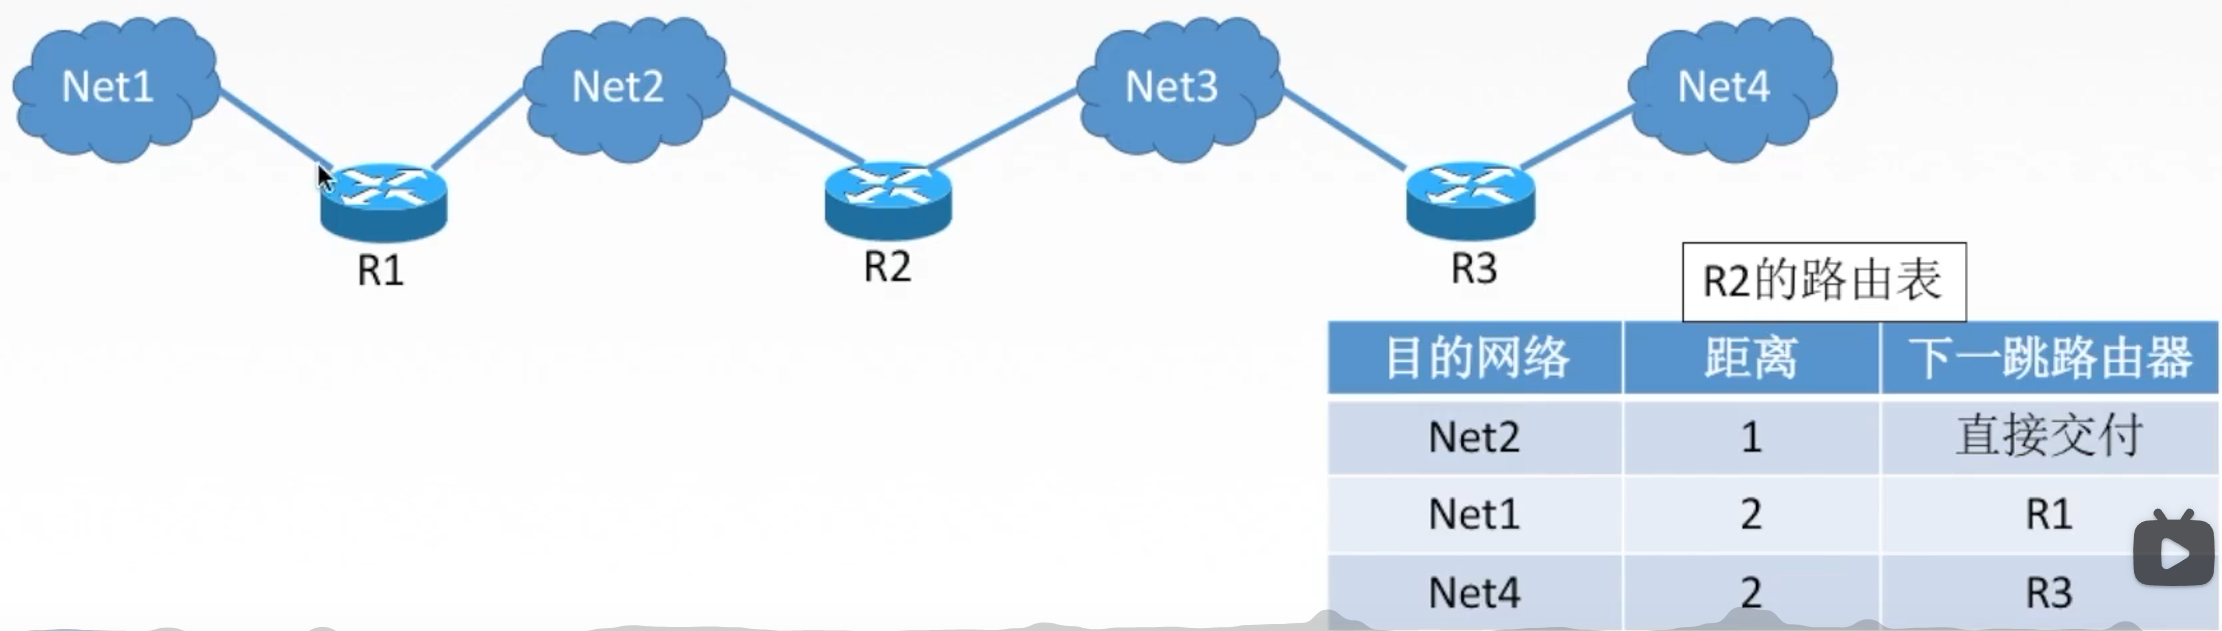 Net1
Net2
Net3
Net4
R1
R2
R3
R2的路由表
目的网络 距离 下一跳路由器
Net2 1 直接交付
Net1 2 R1
Net4 2 R3